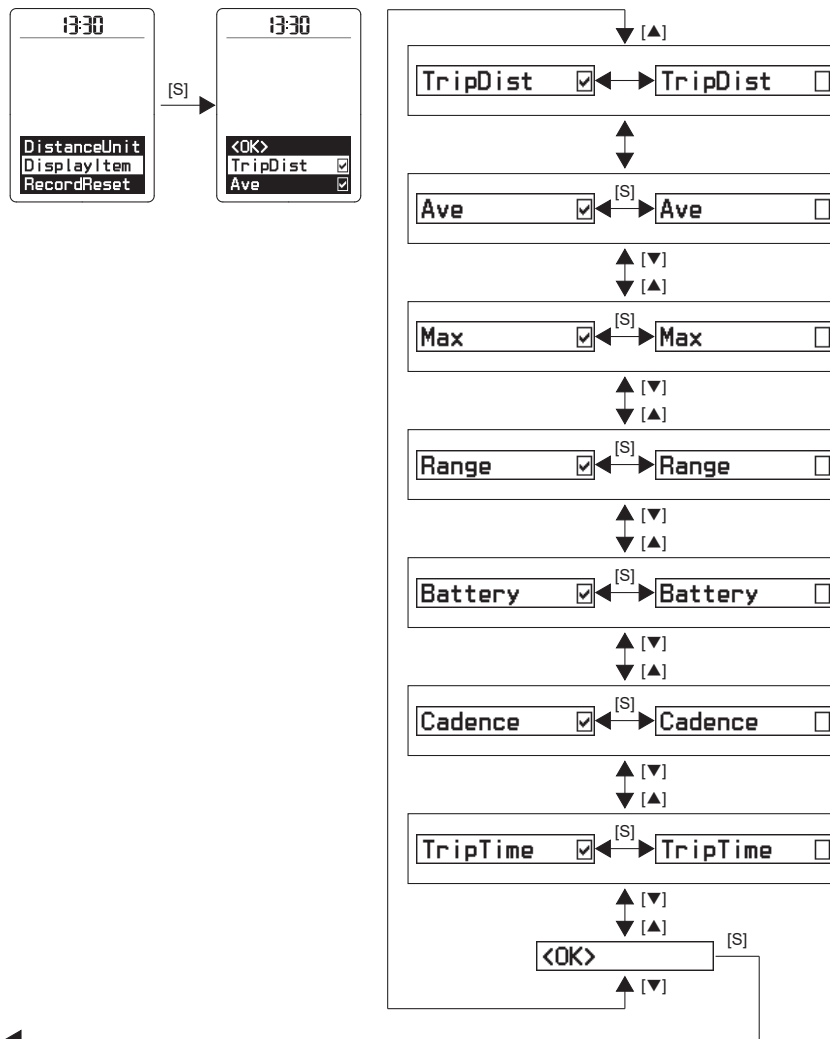 13:30
DistanceUnit
DisplayItem
RecordReset
[S]
13:30
<OK>
TripDist
Ave
[▲]
TripDist TripDist
[S]
Ave Ave
[▼]
[▲]
[S]
Max Max
[▼]
[▲]
[S]
Range Range
[▼]
[▲]
[S]
Battery Battery
[▼]
[▲]
[S]
Cadence Cadence
[▼]
[▲]
[S]
TripTime TripTime
[▼]
[▲]
<OK> [S]
[▼]